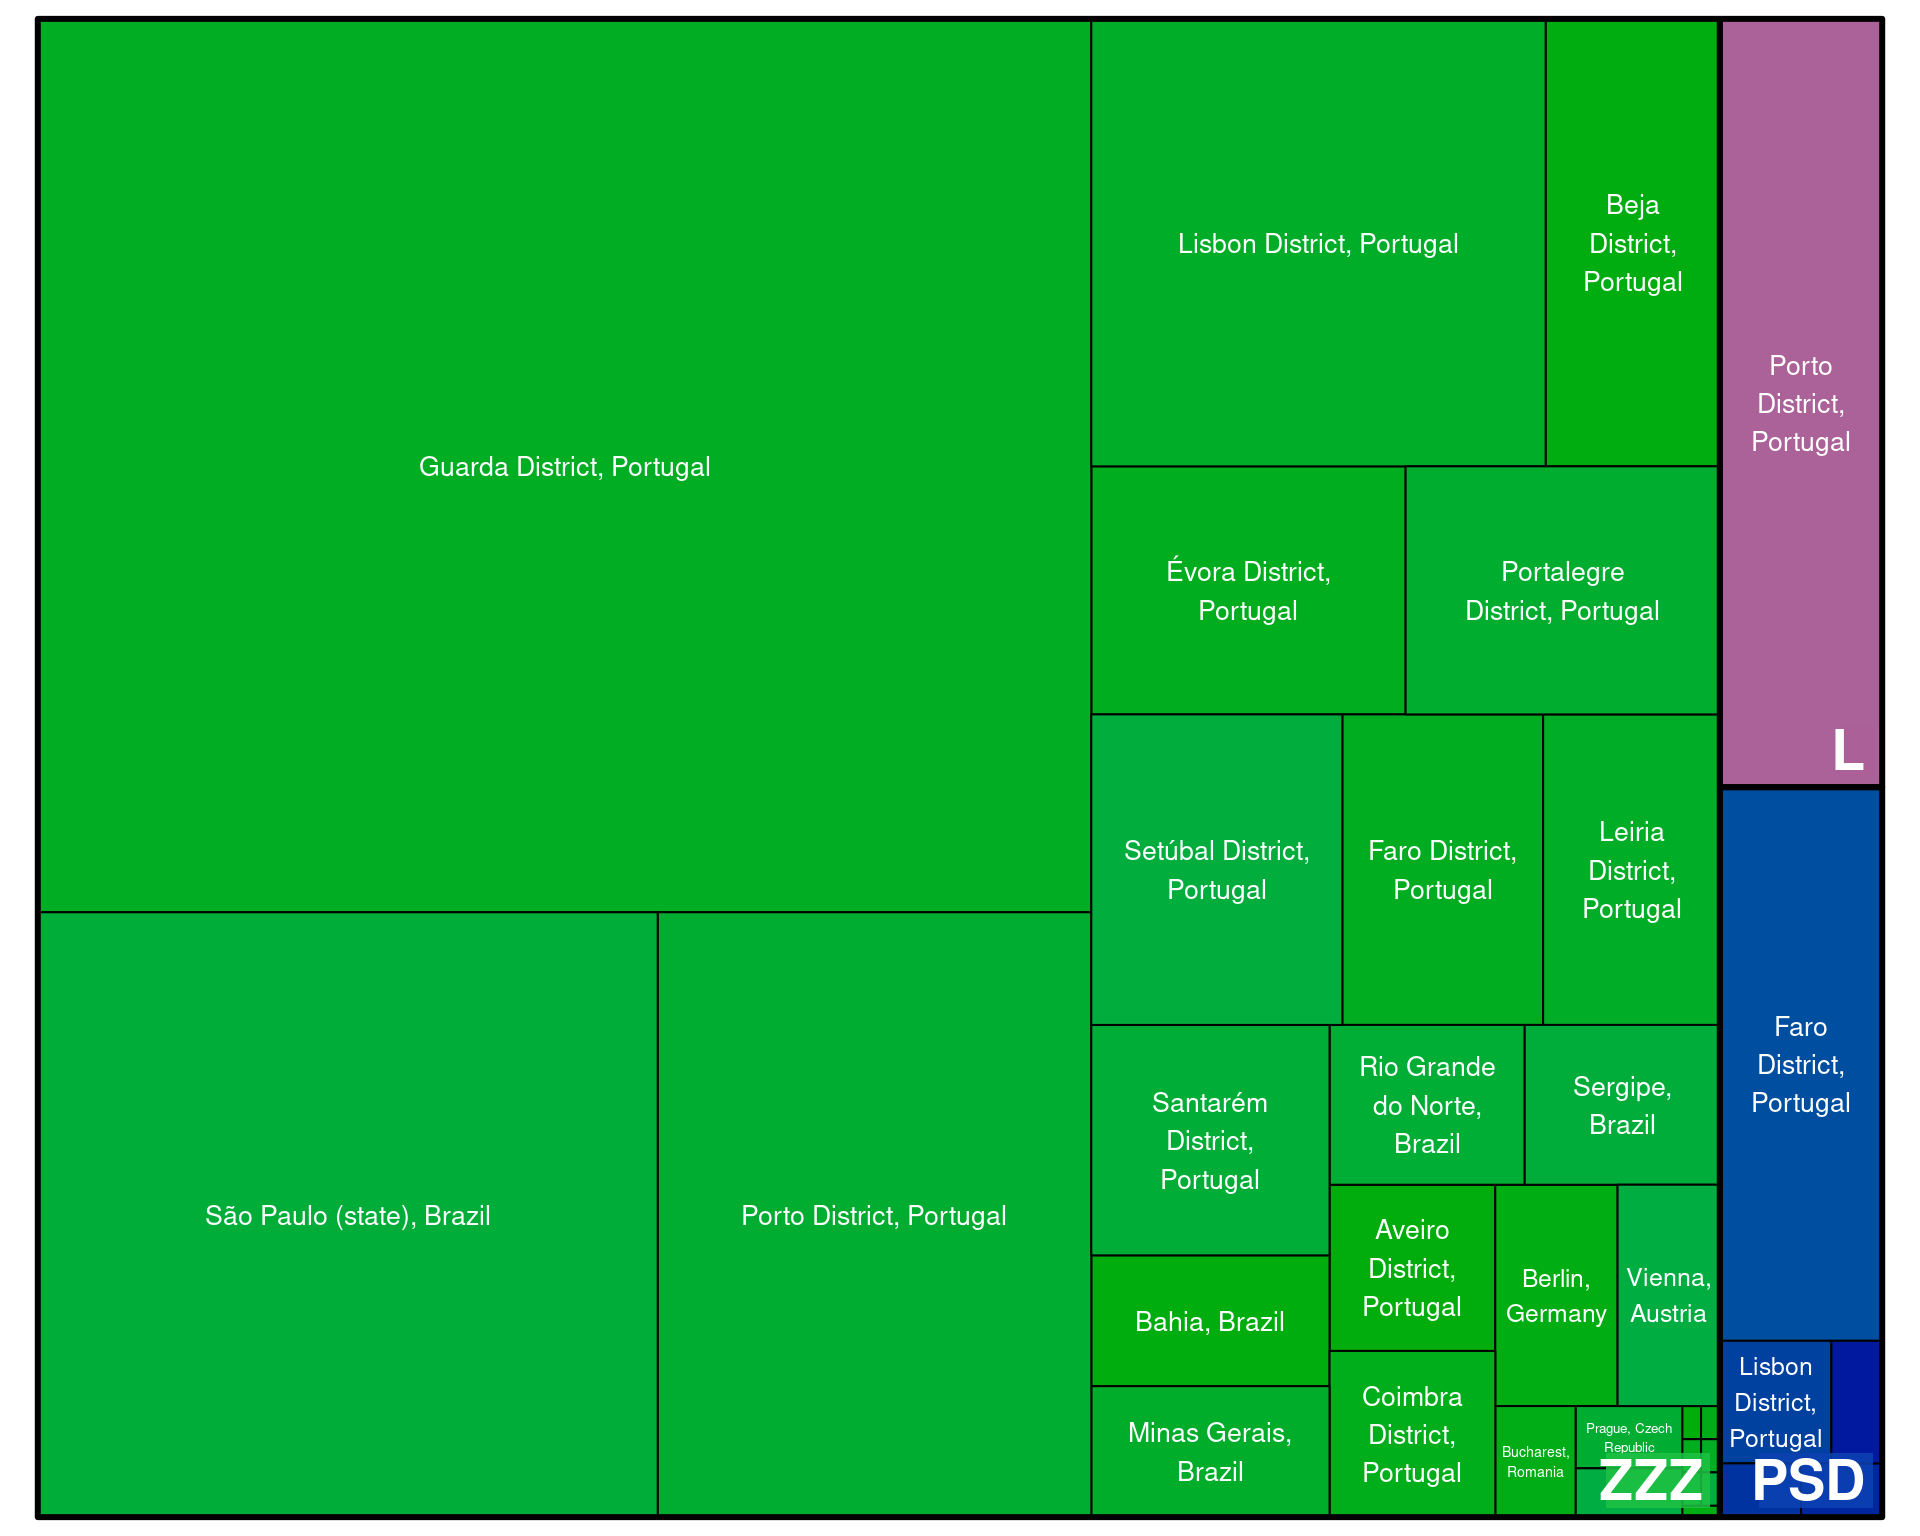 Guarda District, Portugal
Lisbon District, Portugal
Beja
District,
Portugal
Porto
District,
Portugal
L
Évora District,
Portugal
Portalegre
District, Portugal
Setúbal District,
Portugal
Faro District,
Portugal
Leiria
District,
Portugal
São Paulo (state), Brazil
Porto District, Portugal
Santarém
District,
Portugal
Rio Grande
do Norte,
Brazil
Sergipe,
Brazil
Faro
District,
Portugal
Bahia, Brazil
Minas Gerais,
Brazil
Aveiro
District,
Portugal
Coimbra
District,
Portugal
Berlin,
Germany
Vienna,
Austria
Bucharest,
Romania
Prague, Czech
Republic
ZZZ
Lisbon
District,
Portugal
PSD